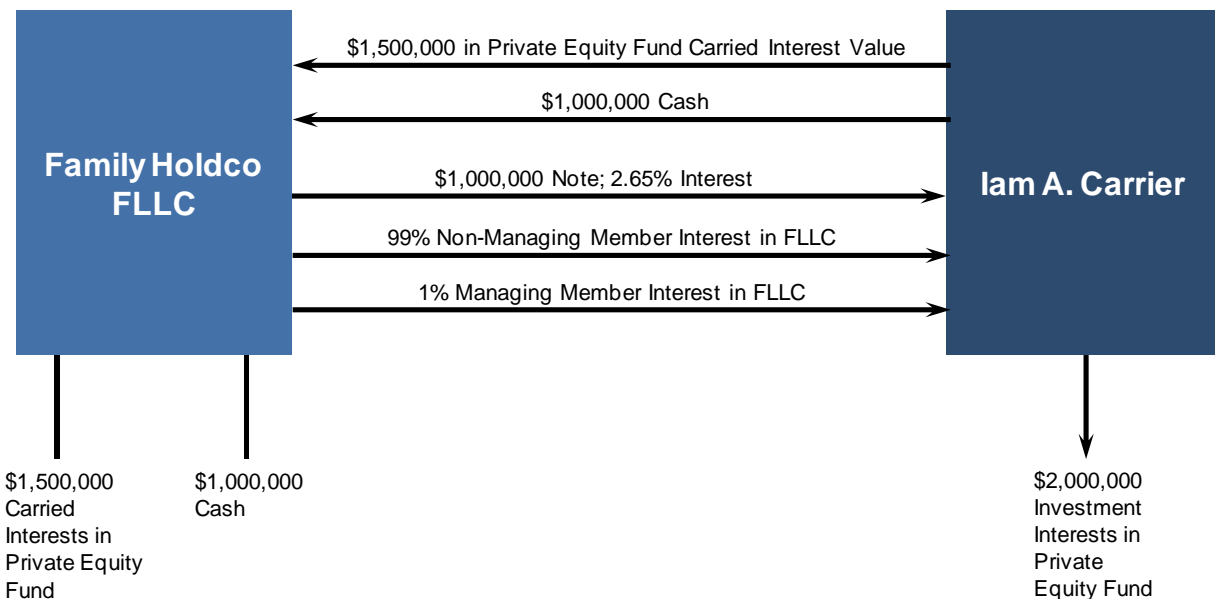 $1,500,000 in Private Equity Fund Carried Interest Value
$1,000,000 Cash
Family Holdco
FLLC
$1,000,000 Note; 2.65% Interest
Iam A. Carrier
99% Non-Managing Member Interest in FLLC
1% Managing Member Interest in FLLC
$1,500,000
Carried
Interests in
Private Equity
Fund
$1,000,000
Cash
$2,000,000
Investment
Interests in
Private
Equity Fund